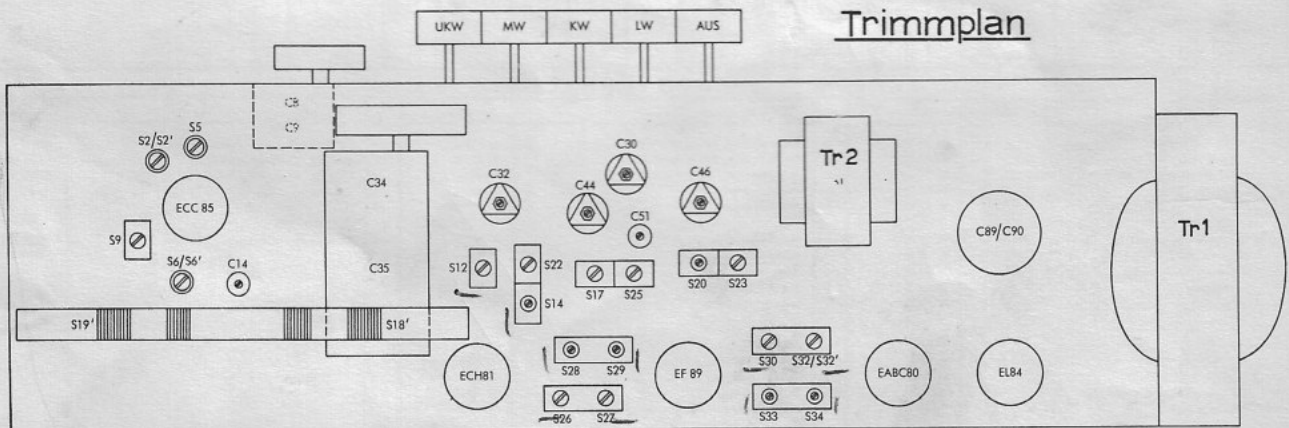 Trimmplan
UKW MW KW LW AUS
C8
C9
S2/S2' S5
ECC 85
S9
S6/S6' C14
C34
C35
S19' S18'
C32 C30 C44 C46
C51
S12 S22
S14
S17 S25
S20 S23
Tr2
C89/C90
Tr1
ECH81
S28 S29
S26 S27
EF 89
S30 S32/S32'
S33 S34
EABC80
EL84